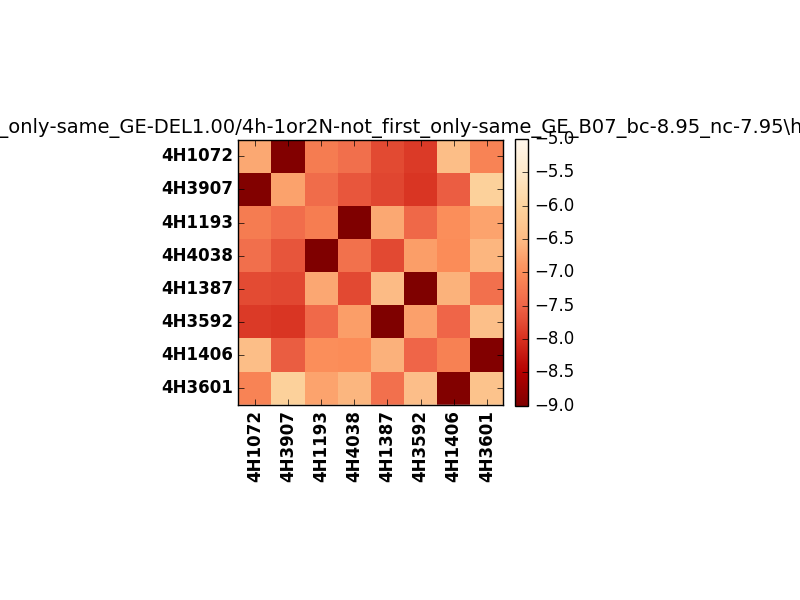 _only-same_GE-DEL1.00/4h-1or2N-not_first_only-same_GE_B07_bc-8.95_nc-7.95\h
4H1072
4H3907
4H1193
4H4038
4H1387
4H3592
4H1406
4H3601
−5.0
−5.5
−6.0
−6.5
−7.0
−7.5
−8.0
−8.5
−9.0
4H1072
4H3907
4H1193
4H4038
4H1387
4H3592
4H1406
4H3601